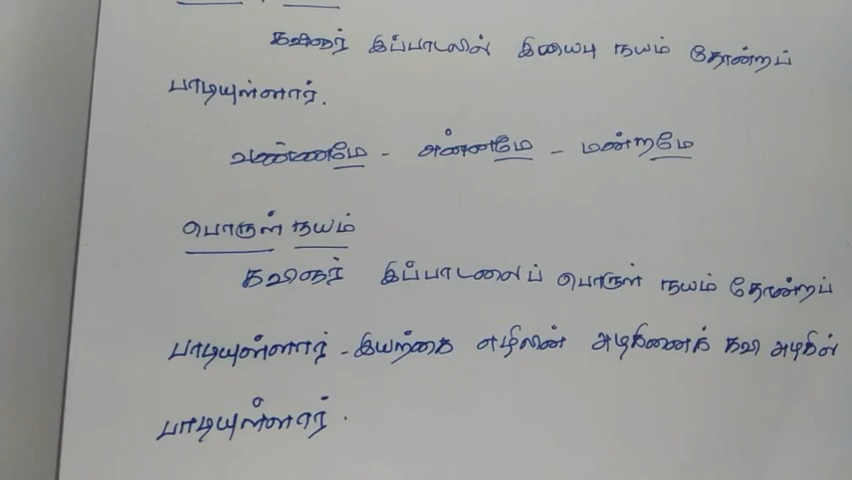 கவிஞர் இப்பாடலில் இயைபு நயம் தோன்றப்
பாடியுள்ளார்.
வண்ணமே - அன்னமே - மன்றமே
பொருள் நயம்
கவிஞர் இப்பாடலைப் பொருள் நயம் தோன்றப்
பாடியுள்ளார் - இயற்கை எழிலின் அழகினைக் கவி அழகில்
பாடியுள்ளார்.